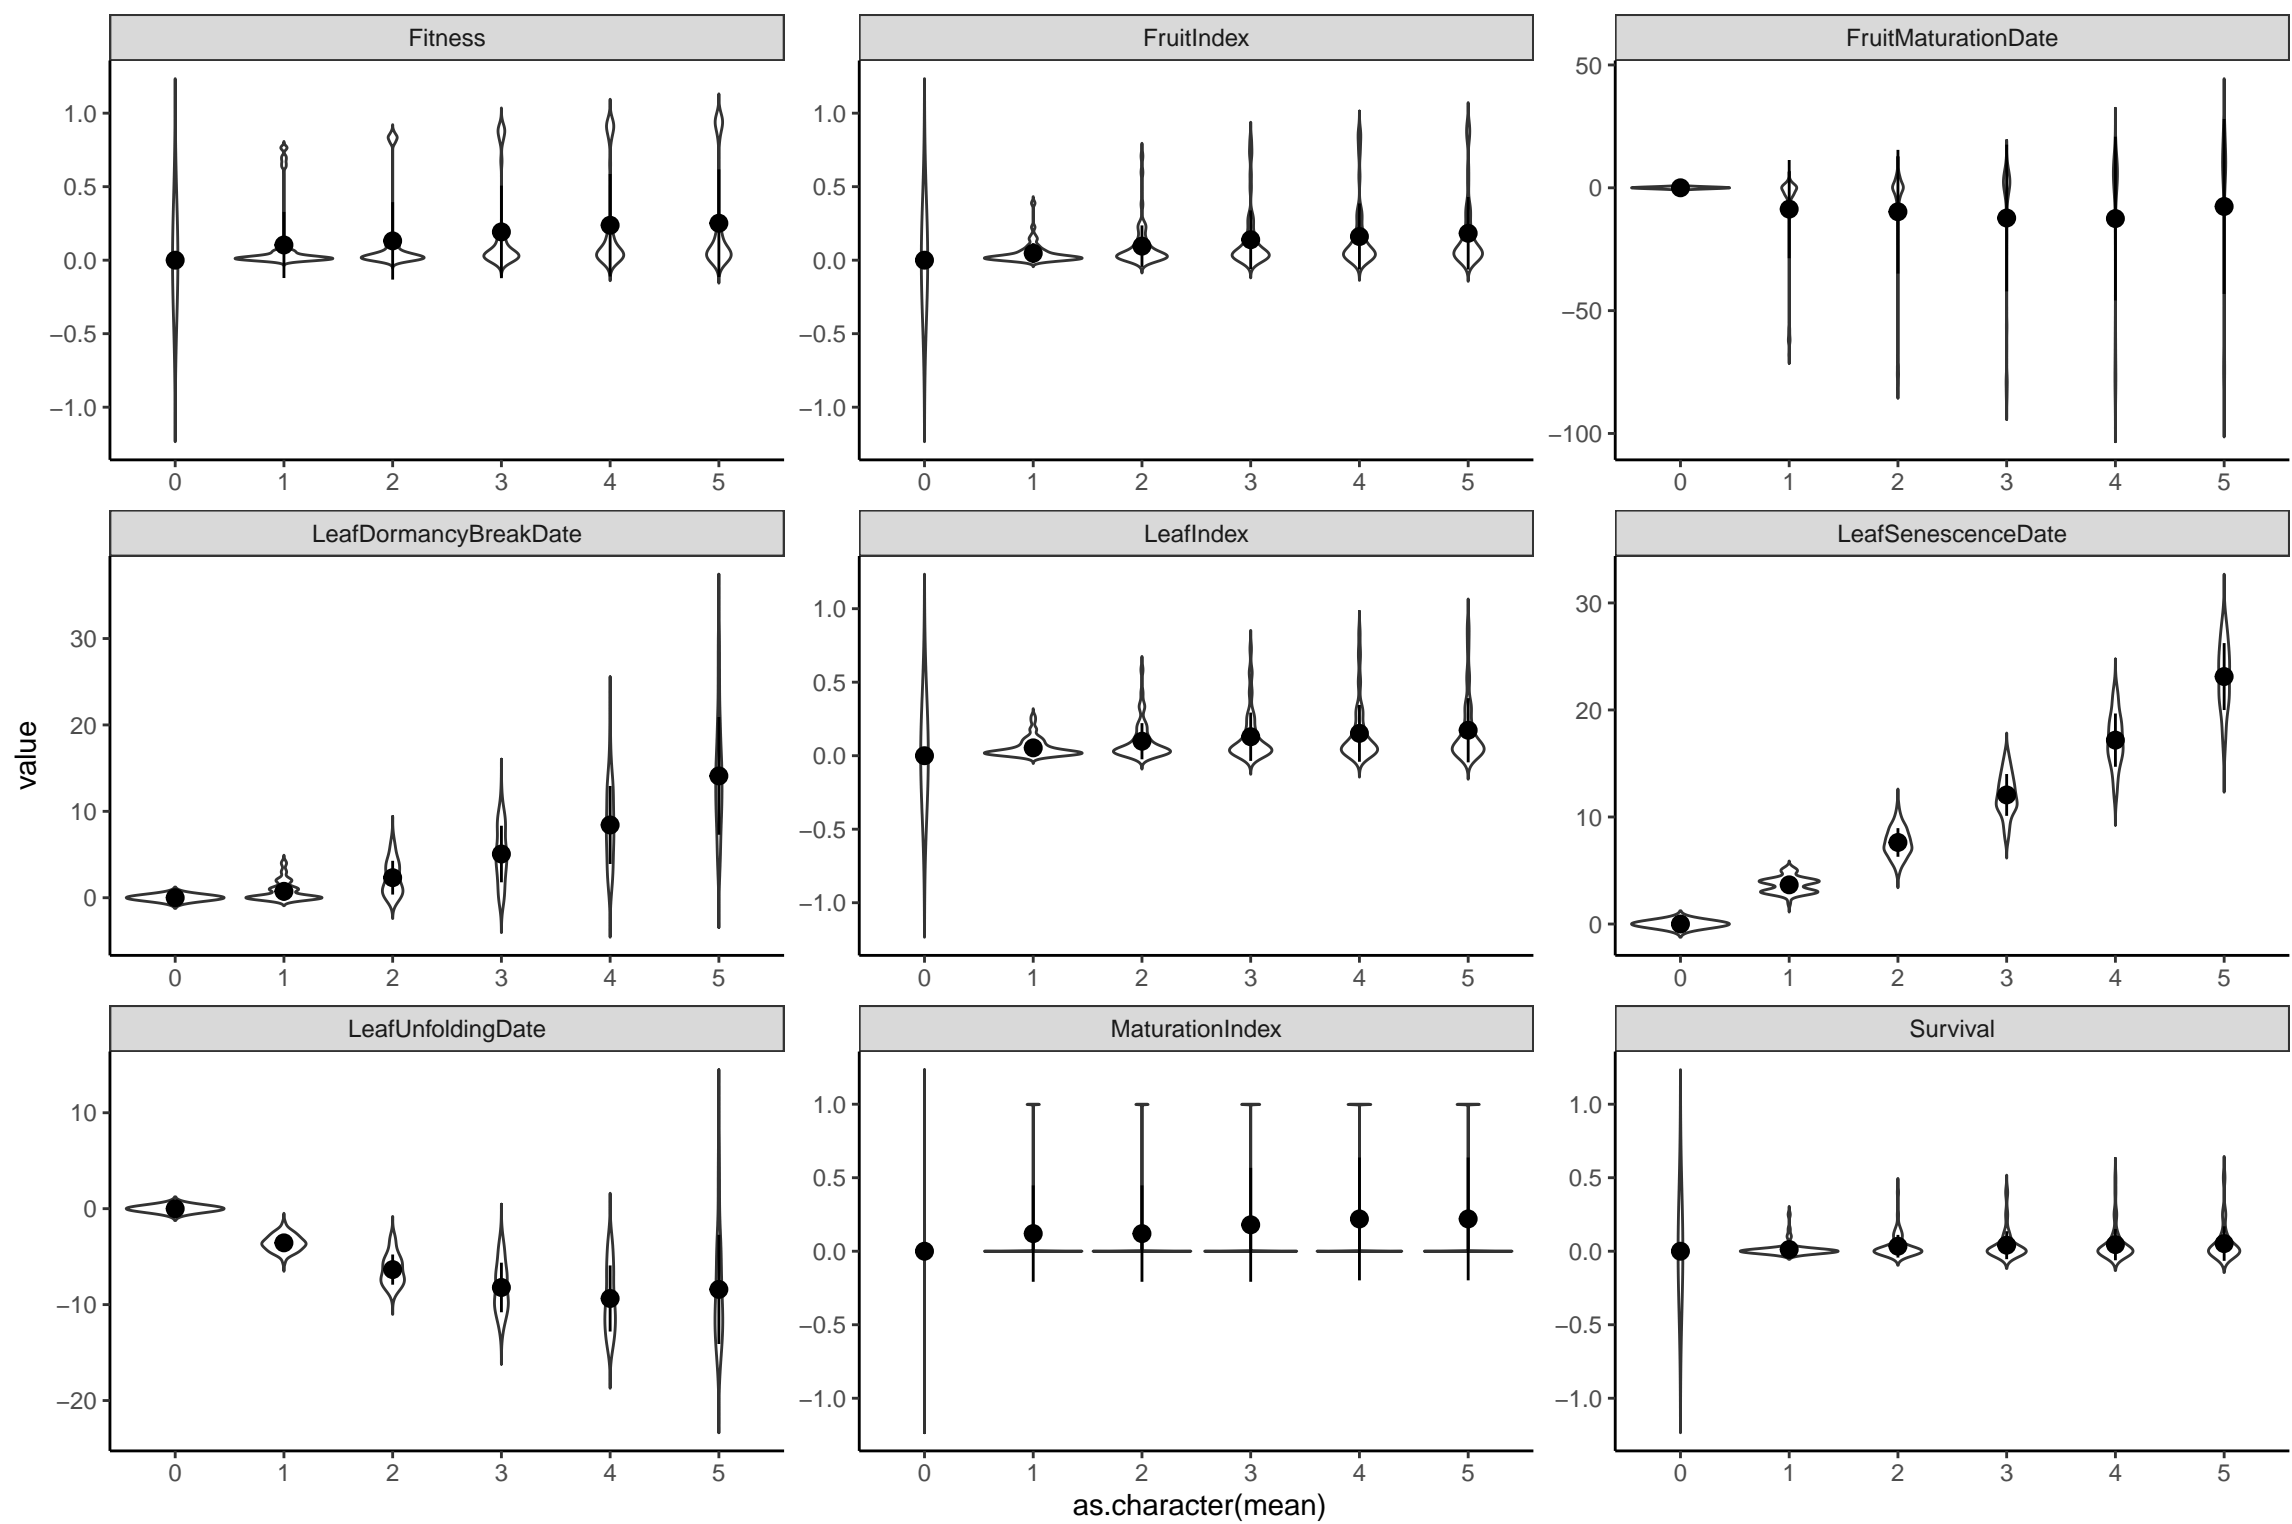 Fitness
FruitIndex
FruitMaturationDate
1.0
0.5
0.0
−0.5
−1.0
0 1 2 3 4 5
1.0
0.5
0.0
−0.5
−1.0
0 1 2 3 4 5
50
0
−50
−100
0 1 2 3 4 5
LeafDormancyBreakDate
LeafIndex
LeafSenescenceDate
value
30
20
10
0
0 1 2 3 4 5
1.0
0.5
0.0
−0.5
−1.0
0 1 2 3 4 5
30
20
10
0
0 1 2 3 4 5
LeafUnfoldingDate
MaturationIndex
Survival
10
0
−10
−20
0 1 2 3 4 5
1.0
0.5
0.0
−0.5
−1.0
0 1 2 3 4 5
1.0
0.5
0.0
−0.5
−1.0
0 1 2 3 4 5
as.character(mean)